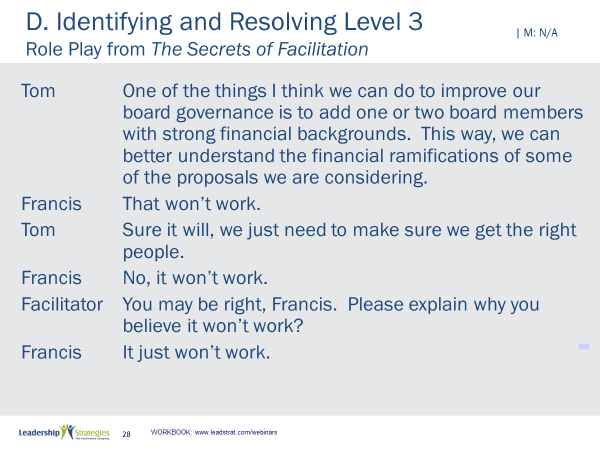 D. Identifying and Resolving Level 3
| M: N/A
Role Play from The Secrets of Facilitation
Tom One of the things I think we can do to improve our
board governance is to add one or two board members
with strong financial backgrounds.  This way, we can
better understand the financial ramifications of some
of the proposals we are considering.
Francis That won’t work.
Tom Sure it will, we just need to make sure we get the right
people.
Francis No, it won’t work.
Facilitator You may be right, Francis.  Please explain why you
believe it won’t work?
Francis It just won’t work.
Leadership Strategies
The Facilitation Company
28
WORKBOOK: www.leadstrat.com/webinars